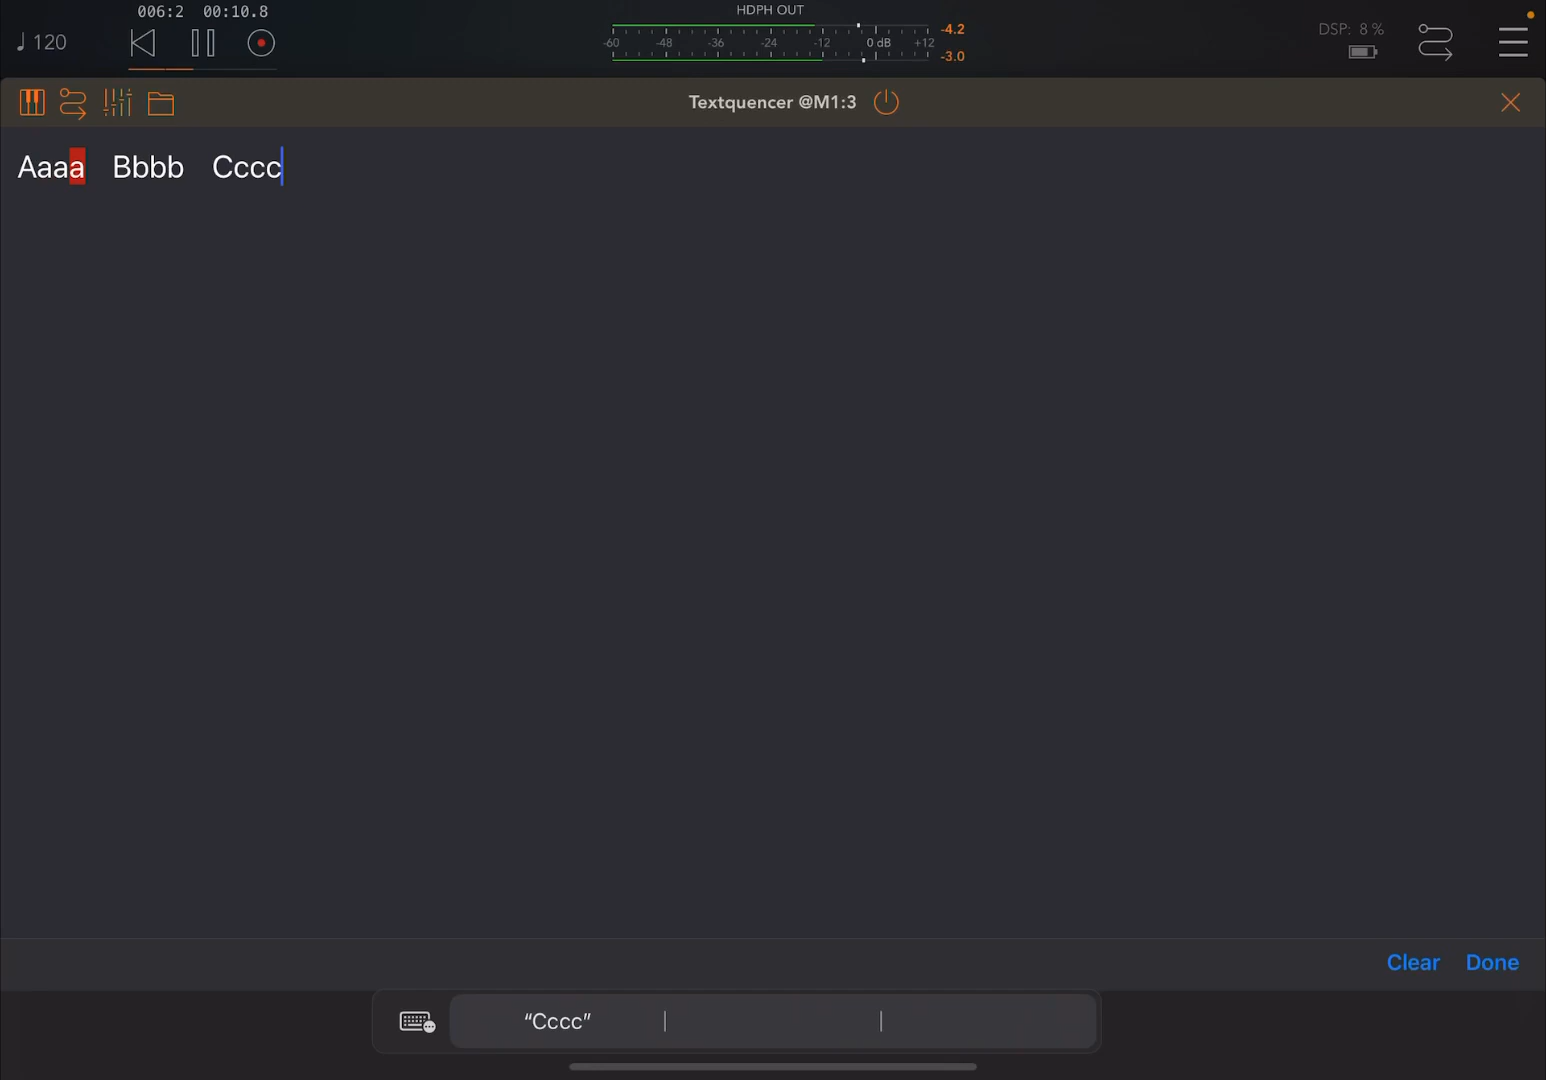 006:2 00:10.8
♩ 120
HDPH OUT
-60 -48 -36 -24 -12 0 dB +12
-4.2
-3.0
DSP: 8 %
Textquencer @M1:3
Aaaa Bbbb Cccc
Clear Done
“Cccc”